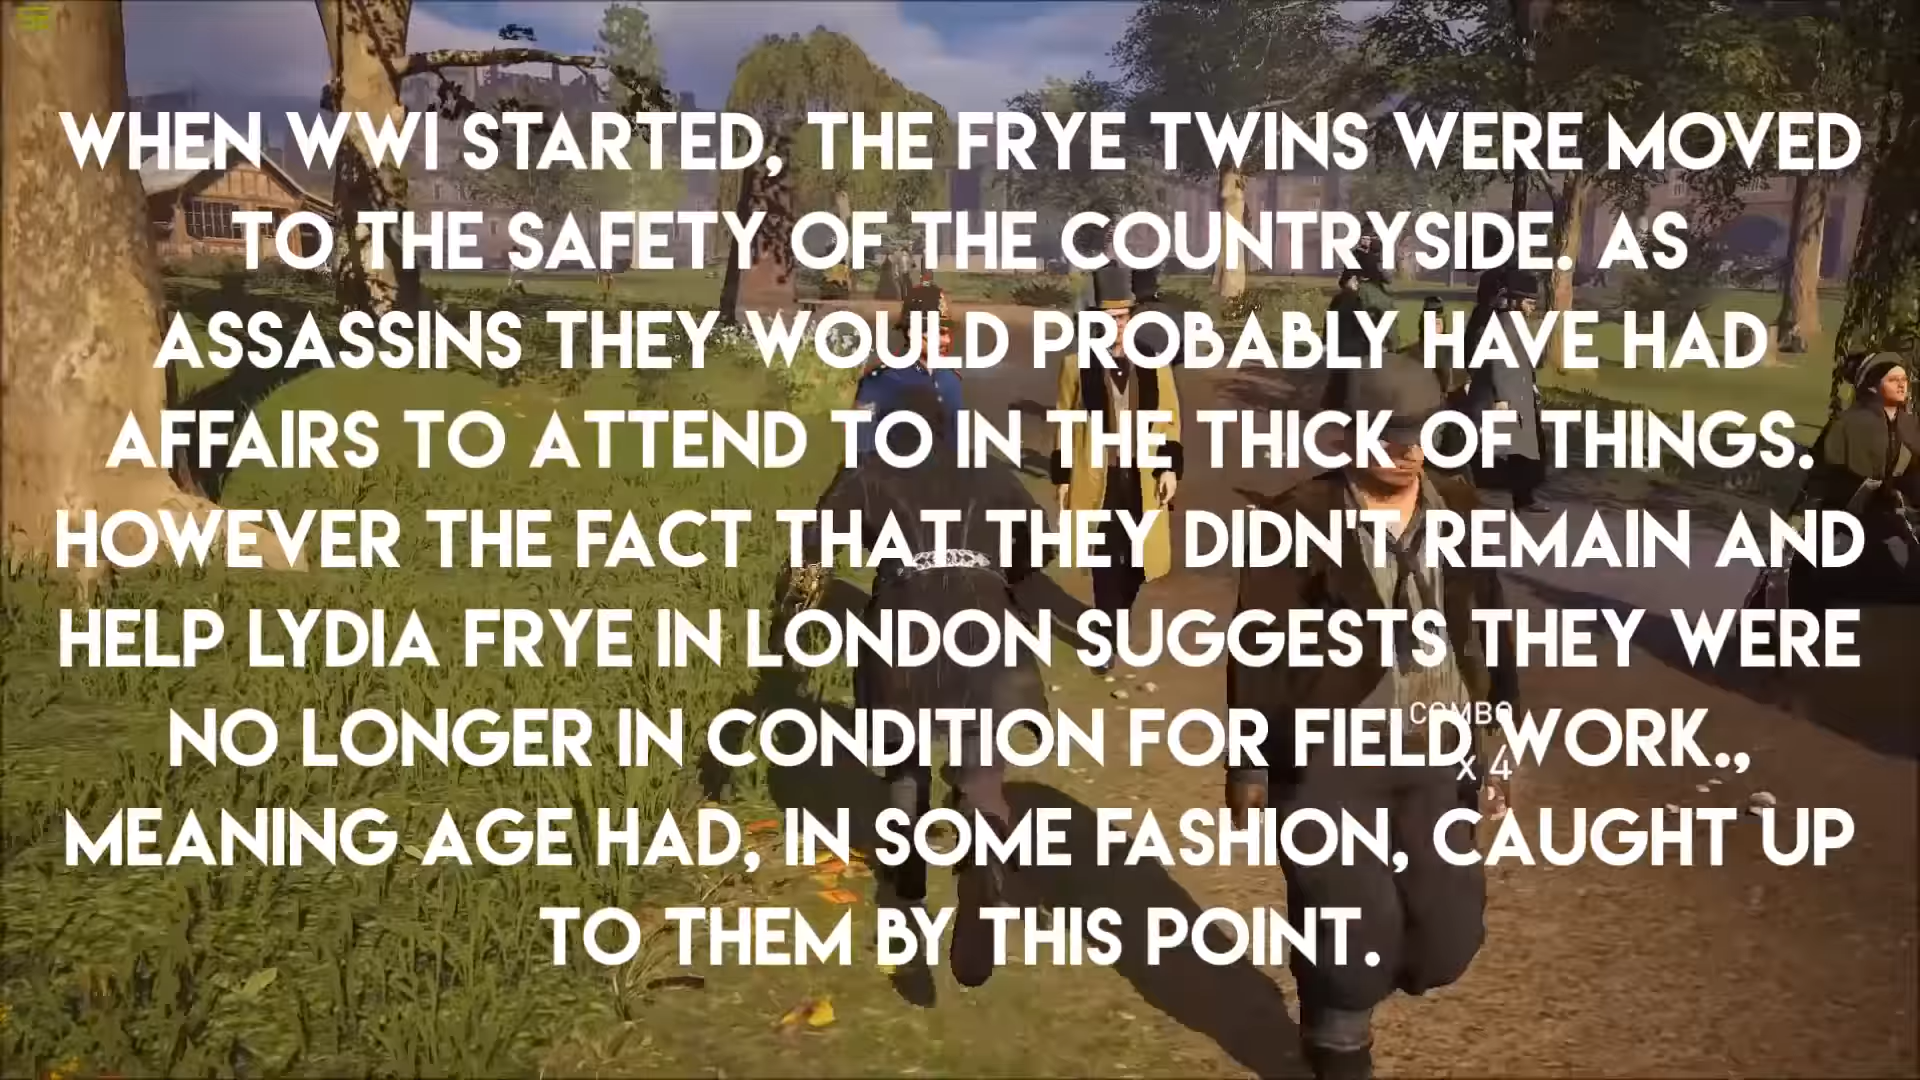 WHEN WWI STARTED, THE FRYE TWINS WERE MOVED
TO THE SAFETY OF THE COUNTRYSIDE. AS
ASSASSINS THEY WOULD PROBABLY HAVE HAD
AFFAIRS TO ATTEND TO IN THE THICK OF THINGS.
HOWEVER THE FACT THAT THEY DIDN'T REMAIN AND
HELP LYDIA FRYE IN LONDON SUGGESTS THEY WERE
NO LONGER IN CONDITION FOR FIELD WORK.,
MEANING AGE HAD, IN SOME FASHION, CAUGHT UP
TO THEM BY THIS POINT.
COMBO
X 4